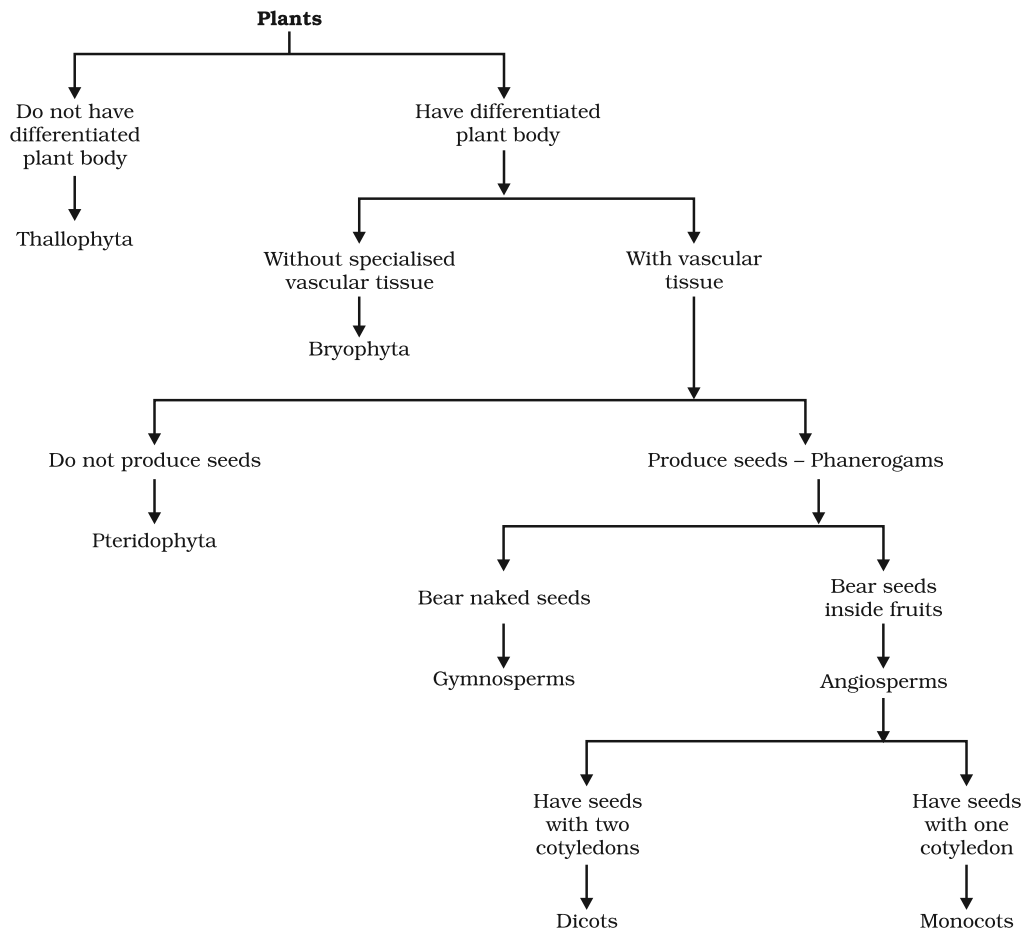 Plants
Do not have
differentiated
plant body
Have differentiated
plant body
Thallophyta
Without specialised
vascular tissue
With vascular
tissue
Bryophyta
Do not produce seeds
Produce seeds – Phanerogams
Pteridophyta
Bear naked seeds
Bear seeds
inside fruits
Gymnosperms
Angiosperms
Have seeds
with two
cotyledons
Have seeds
with one
cotyledon
Dicots
Monocots